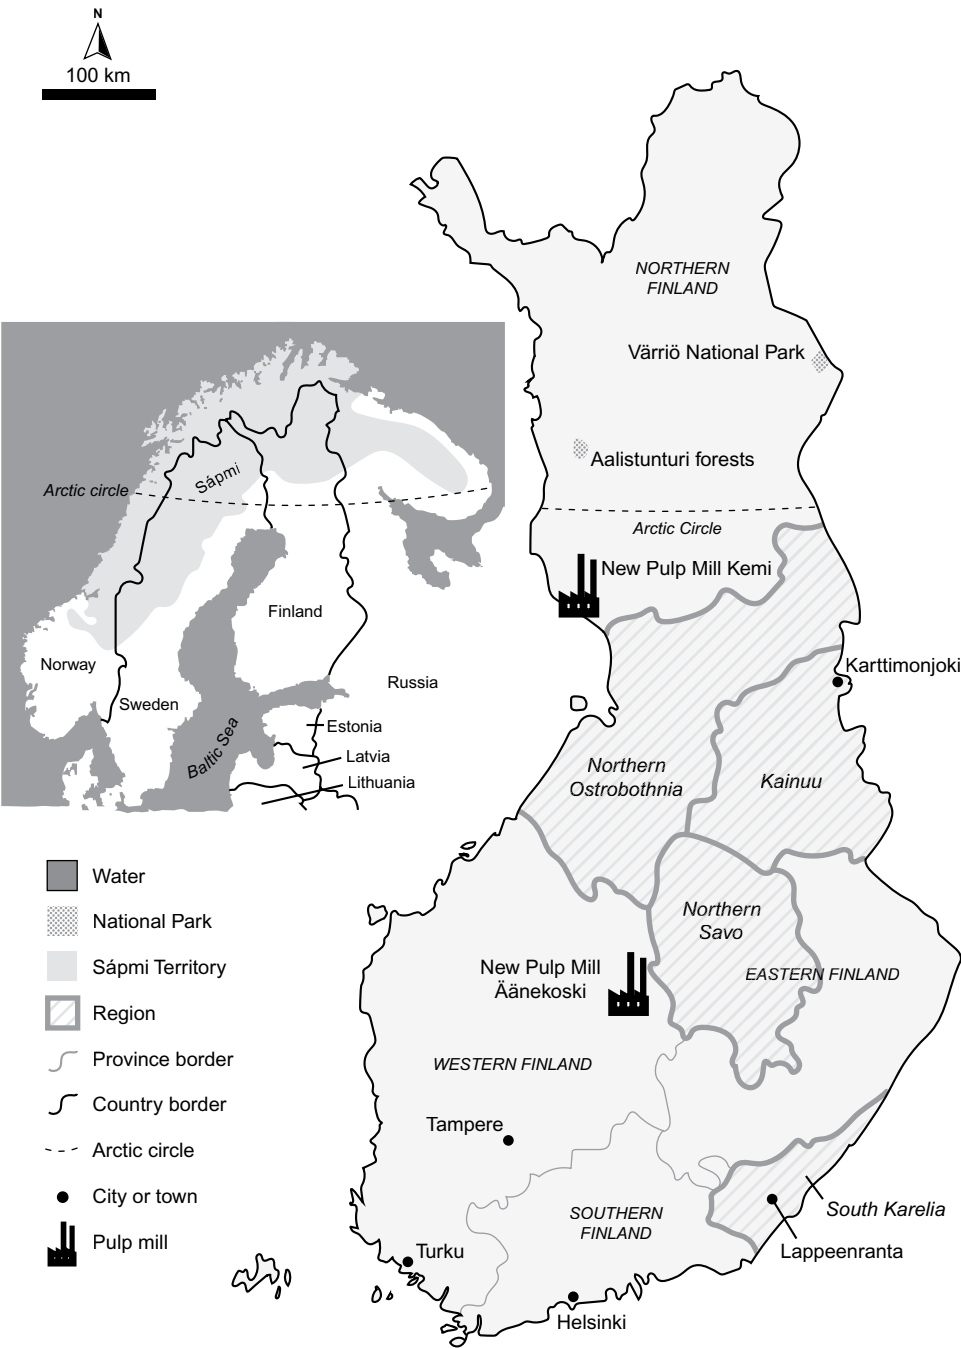 N
100 km
NORTHERN
FINLAND
Värriö National Park
Aalistunturi forests
Arctic Circle
New Pulp Mill Kemi
Karttimonjoki
Northern
Ostrobothnia
Kainuu
Northern
Savo
New Pulp Mill
Äänekoski
EASTERN FINLAND
WESTERN FINLAND
Tampere
SOUTHERN
FINLAND
South Karelia
Lappeenranta
Turku
Helsinki
Sápmi
Arctic circle
Finland
Norway
Sweden
Russia
Baltic Sea
Estonia
Latvia
Lithuania
Water
National Park
Sápmi Territory
Region
Province border
Country border
Arctic circle
City or town
Pulp mill